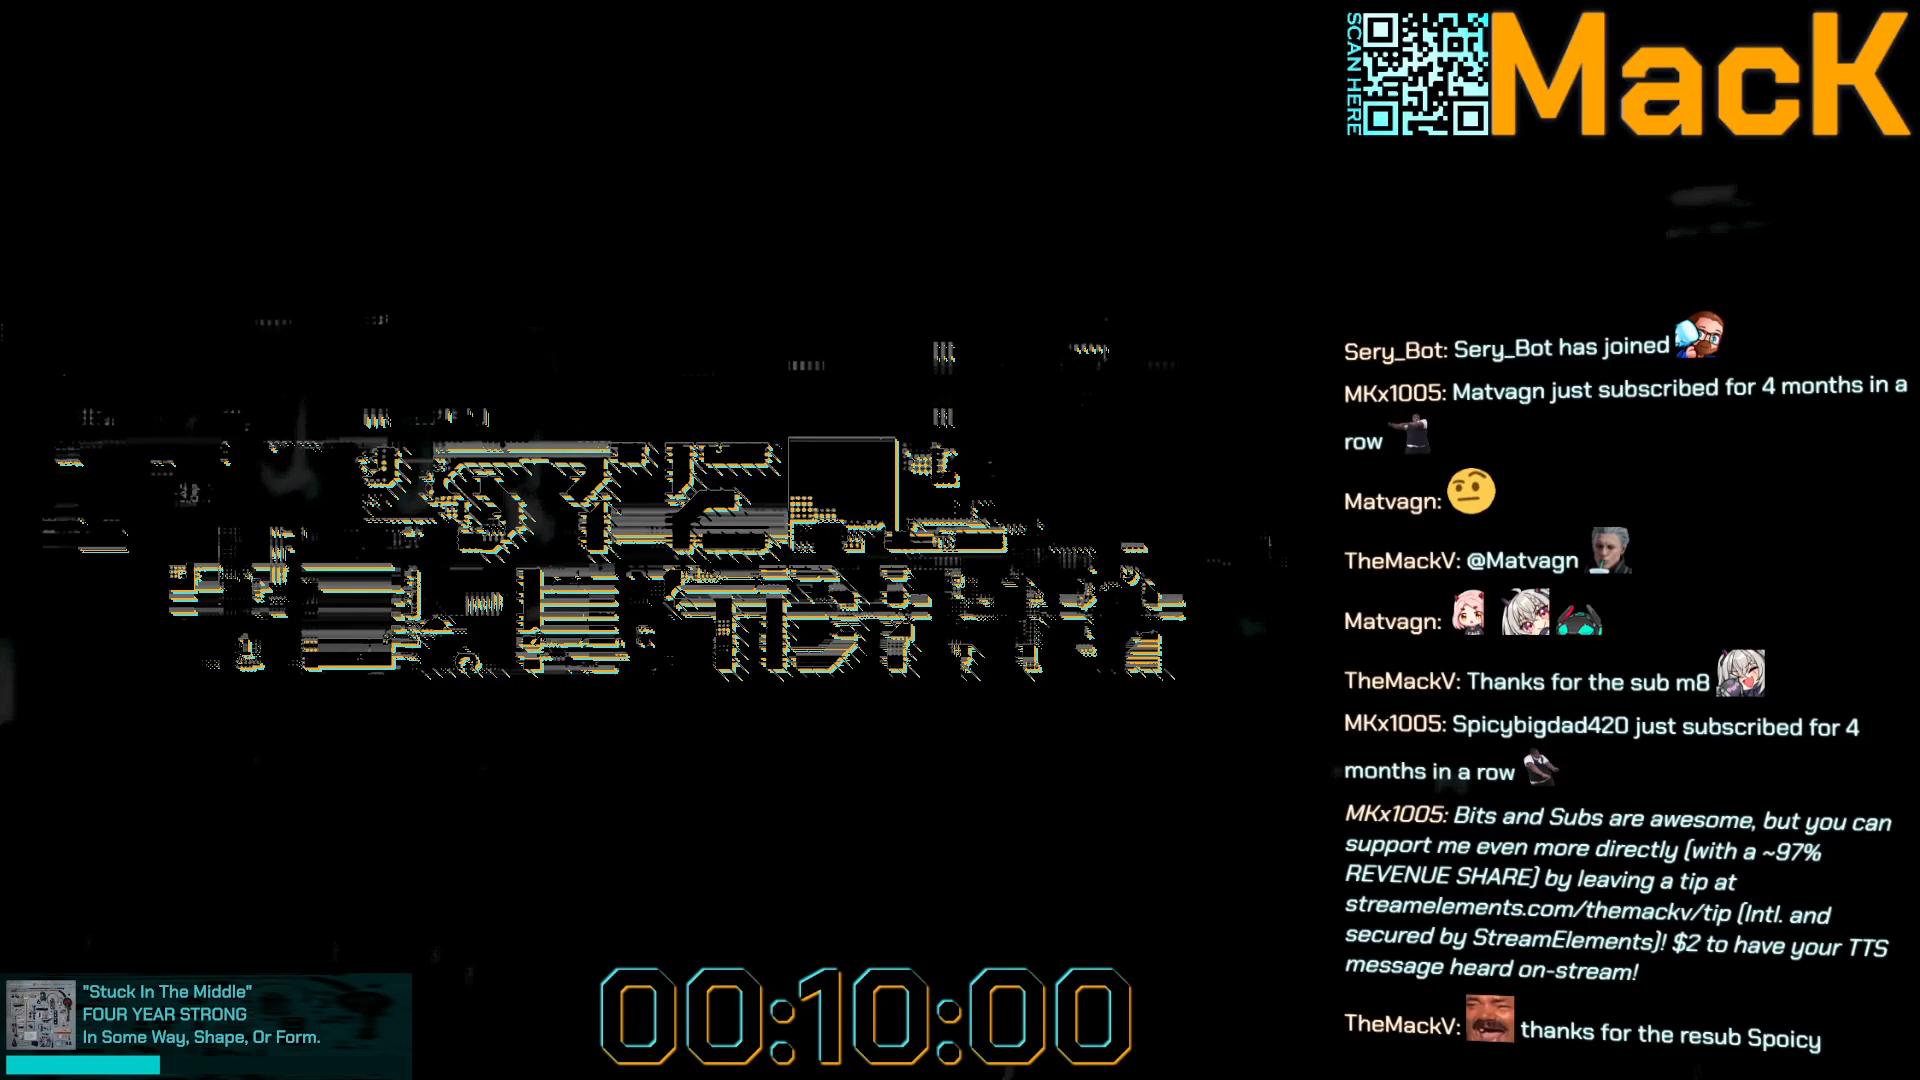 SCAN HERE
MacK
Sery_Bot: Sery_Bot has joined
MKx1005: Matvagn just subscribed for 4 months in a
row
Matvagn:
TheMackV: @Matvagn
Matvagn:
TheMackV: Thanks for the sub m8
MKx1005: Spicybigdad420 just subscribed for 4
months in a row
MKx1005: Bits and Subs are awesome, but you can
support me even more directly (with a ~97%
REVENUE SHARE) by leaving a tip at
streamelements.com/themackv/tip (Intl. and
secured by StreamElements)! $2 to have your TTS
message heard on-stream!
TheMackV: thanks for the resub Spoicy
"Stuck In The Middle"
FOUR YEAR STRONG
In Some Way, Shape, Or Form.
00:10:00